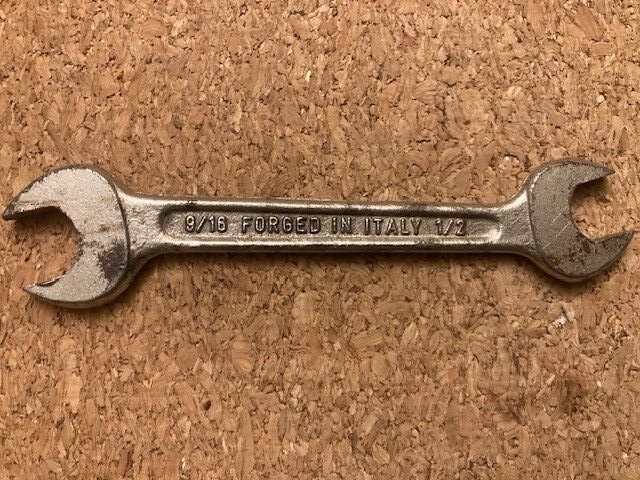 9/16 FORGED IN ITALY 1/2